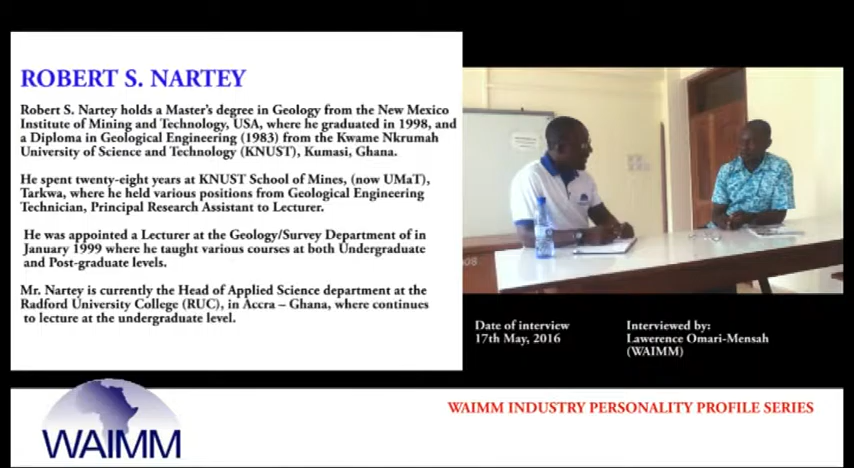 ROBERT S. NARTEY
Robert S. Nartey holds a Master's degree in Geology from the New Mexico
Institute of Mining and Technology, USA, where he graduated in 1998, and
a Diploma in Geological Engineering (1983) from the Kwame Nkrumah
University of Science and Technology (KNUST), Kumasi, Ghana.
He spent twenty-eight years at KNUST School of Mines, (now UMaT),
Tarkwa, where he held various positions from Geological Engineering
Technician, Principal Research Assistant to Lecturer.
He was appointed a Lecturer at the Geology/Survey Department of in
January 1999 where he taught various courses at both Undergraduate
and Post-graduate levels.
Mr. Nartey is currently the Head of Applied Science department at the
Radford University College (RUC), in Accra – Ghana, where continues
to lecture at the undergraduate level.
Date of interview
17th May, 2016
Interviewed by:
Lawerence Omari-Mensah
(WAIMM)
WAIMM INDUSTRY PERSONALITY PROFILE SERIES
WAIMM